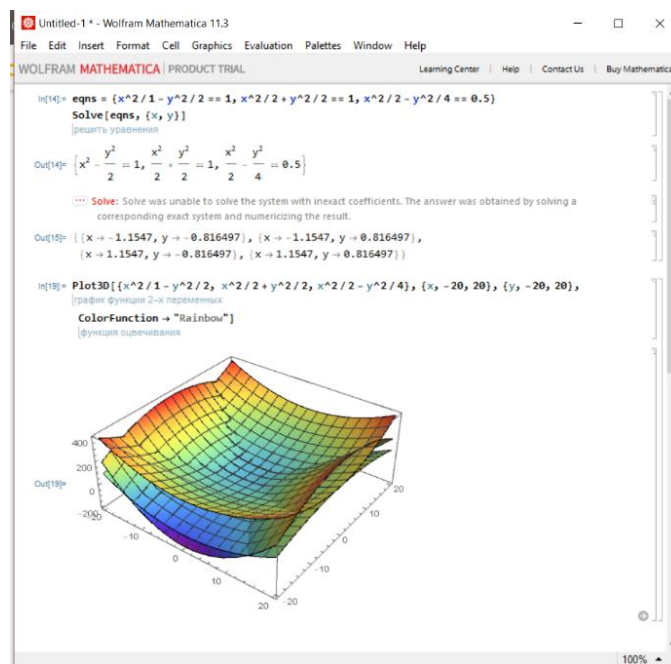 Untitled-1 * - Wolfram Mathematica 11.3
File Edit Insert Format Cell Graphics Evaluation Palettes Window Help
WOLFRAM MATHEMATICA | PRODUCT TRIAL Learning Center | Help | Contact Us | Buy Mathematica
In[14]:= eqns = {x^2/1 - y^2/2 == 1, x^2/2 + y^2/2 == 1, x^2/2 - y^2/4 == 0.5}
Solve[eqns, {x, y}]
решить уравнения
Out[14]= {x² - y²/2 == 1, x²/2 + y²/2 == 1, x²/2 - y²/4 == 0.5}
... Solve: Solve was unable to solve the system with inexact coefficients. The answer was obtained by solving a
corresponding exact system and numericizing the result.
Out[15]= {{x → -1.1547, y → -0.816497}, {x → -1.1547, y → 0.816497},
{x → 1.1547, y → -0.816497}, {x → 1.1547, y → 0.816497}}
In[19]:= Plot3D[{x^2/1 - y^2/2, x^2/2 + y^2/2, x^2/2 - y^2/4}, {x, -20, 20}, {y, -20, 20},
график функции 2-х переменных
ColorFunction → "Rainbow"]
функция оцвечивания
400
200
Out[19]=
0
-200
-20
-10
0
10
20
-20
-10
0
10
20
100%